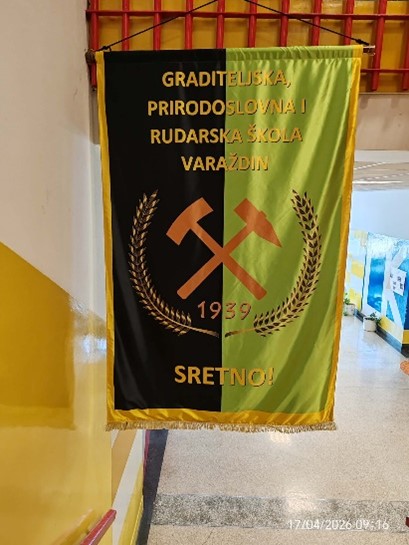 GRADITELJSKA,
PRIRODOSLOVNA I
RUDARSKA ŠKOLA
VARAŽDIN
1939
SRETNO!
17/04/2026 09:16